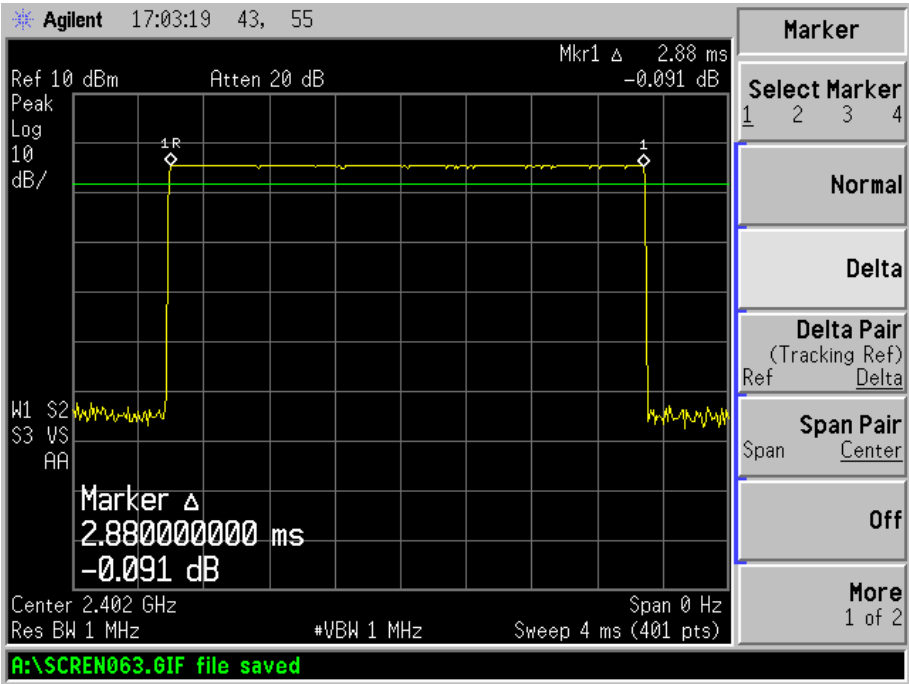 Agilent 17:03:19 43, 55
Mkr1 Δ 2.88 ms
Ref 10 dBm Atten 20 dB -0.091 dB
Peak
Log
10
dB/
1R
1
W1 S2
S3 VS
AA
Marker Δ
2.880000000 ms
-0.091 dB
Center 2.402 GHz Span 0 Hz
Res BW 1 MHz #VBW 1 MHz Sweep 4 ms (401 pts)
A:\SCREN063.GIF file saved
Marker
Select Marker
1 2 3 4
Normal
Delta
Delta Pair
(Tracking Ref)
Ref Delta
Span Pair
Span Center
Off
More
1 of 2